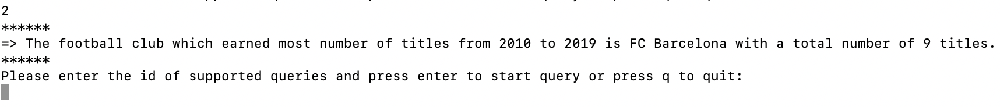 2
******
=> The football club which earned most number of titles from 2010 to 2019 is FC Barcelona with a total number of 9 titles.
******
Please enter the id of supported queries and press enter to start query or press q to quit: